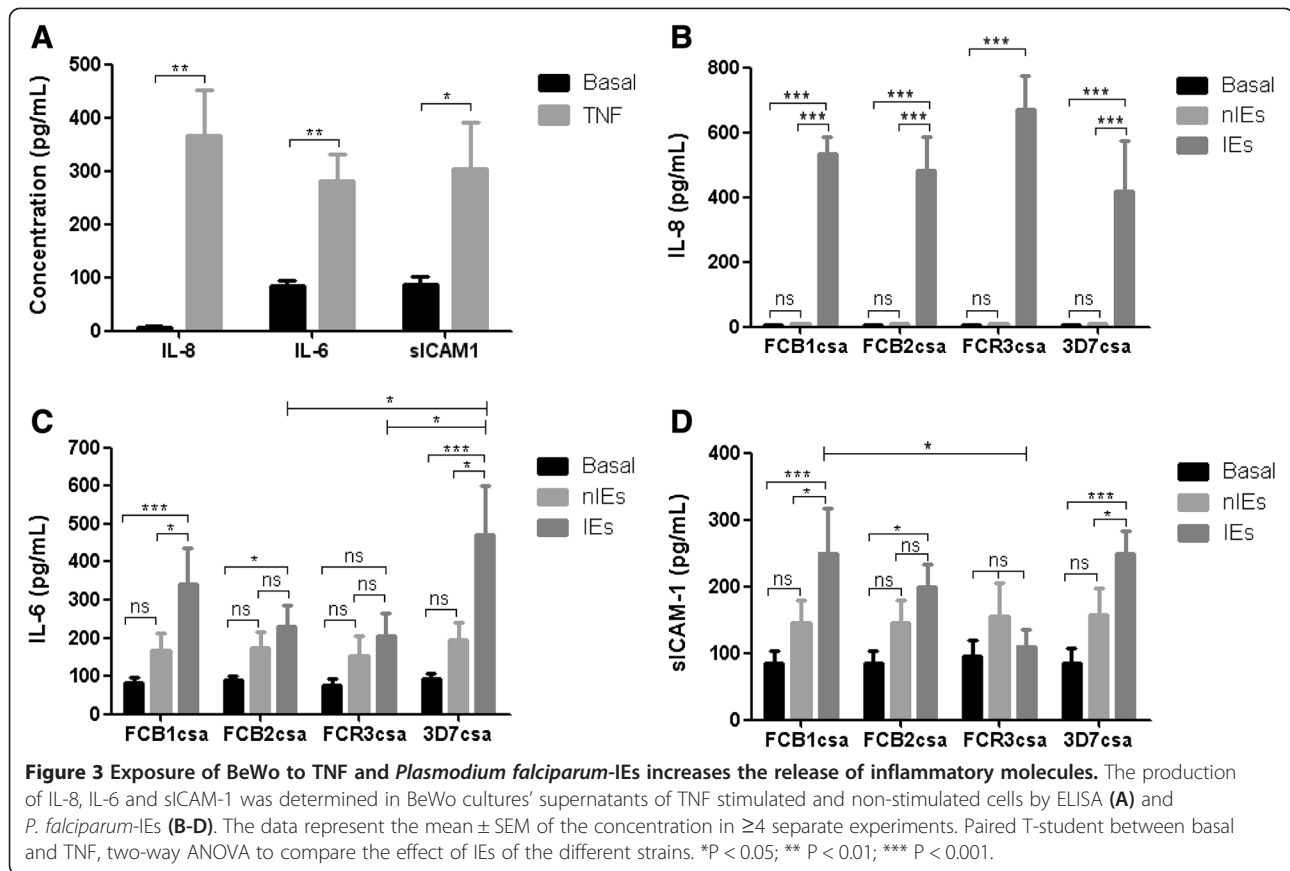 A
500
400
300
200
100
0
Concentration (pg/mL)
**
**
*
IL-8
IL-6
sICAM1
Basal
TNF
B
800
600
400
200
0
IL-8 (pg/mL)
***
***
ns
***
***
ns
***
ns
***
***
ns
FCB1csa
FCB2csa
FCR3csa
3D7csa
Basal
nIEs
IEs
C
700
600
500
400
300
200
100
0
IL-6 (pg/mL)
Basal
nIEs
IEs
*
*
***
*
ns
*
ns
ns
ns
ns
ns
***
*
ns
FCB1csa
FCB2csa
FCR3csa
3D7csa
D
400
300
200
100
0
sICAM-1 (pg/mL)
*
***
*
ns
*
ns
ns
ns
ns
***
*
ns
FCB1csa
FCB2csa
FCR3csa
3D7csa
Basal
nIEs
IEs
Figure 3 Exposure of BeWo to TNF and Plasmodium falciparum-IEs increases the release of inflammatory molecules. The production
of IL-8, IL-6 and sICAM-1 was determined in BeWo cultures’ supernatants of TNF stimulated and non-stimulated cells by ELISA (A) and
P. falciparum-IEs (B-D). The data represent the mean ± SEM of the concentration in ≥4 separate experiments. Paired T-student between basal
and TNF, two-way ANOVA to compare the effect of IEs of the different strains. *P < 0.05; ** P < 0.01; *** P < 0.001.